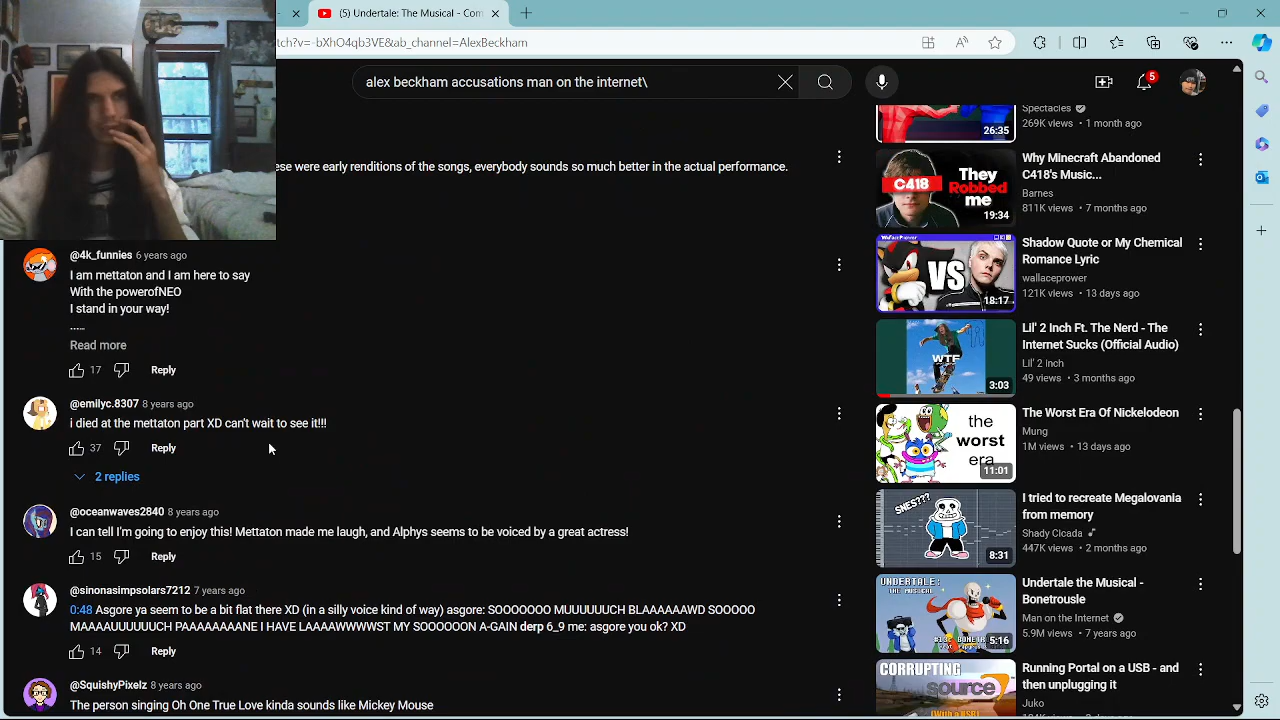 (5) Undertale: The Musical - Com
tch?v=-bXhO4qb3VE&ab_channel=AlexBeckham
alex beckham accusations man on the internet\
5
ese were early renditions of the songs, everybody sounds so much better in the actual performance.
@4k_funnies 6 years ago
I am mettaton and I am here to say
With the powerofNEO
I stand in your way!
Read more
17 Reply
@emilyc.8307 8 years ago
i died at the mettaton part XD can't wait to see it!!!
37 Reply
2 replies
@oceanwaves2840 8 years ago
I can tell I'm going to enjoy this! Mettaton made me laugh, and alphys seems to be voiced by a great actress.
15 Reply
@sinonasimpsolars7212 7 years ago
0:48 Asgore ya seem to be a bit flat there XD (in a silly voice kind of way) asgore: SOOOOOOO MUUUUUUCH BLAAAAAAWD SOOOOO
MAAAAUUUUUUCH PAAAAAAAANE I HAVE LAAAAWWWWST MY SOOOOOON A-GAIN derp 6_9 me: asgore you ok? XD
14 Reply
@SquishyPixelz 8 years ago
The person singing Oh One True Love kinda sounds like Mickey Mouse
Spectacles
269K views • 1 month ago
26:35
Why Minecraft Abandoned
C418's Music...
Barnes
811K views • 7 months ago
C418
They
Robbed
me
19:34
Shadow Quote or My Chemical
Romance Lyric
wallaceprower
121K views • 13 days ago
VS
18:17
Lil' 2 Inch Ft. The Nerd - The
Internet Sucks (Official Audio)
Lil' 2 Inch
49 views • 3 months ago
WTF
3:03
The Worst Era Of Nickelodeon
Mung
1M views • 13 days ago
the
worst
era
11:01
I tried to recreate Megalovania
from memory
Shady Cicada
447K views • 2 months ago
8:31
Undertale the Musical -
Bonetrousle
Man on the Internet
5.9M views • 7 years ago
UNDERTALE:
THE MUSICAL
5:16
Running Portal on a USB - and
then unplugging it
Juko
CORRUPTING
source
(With a USB)